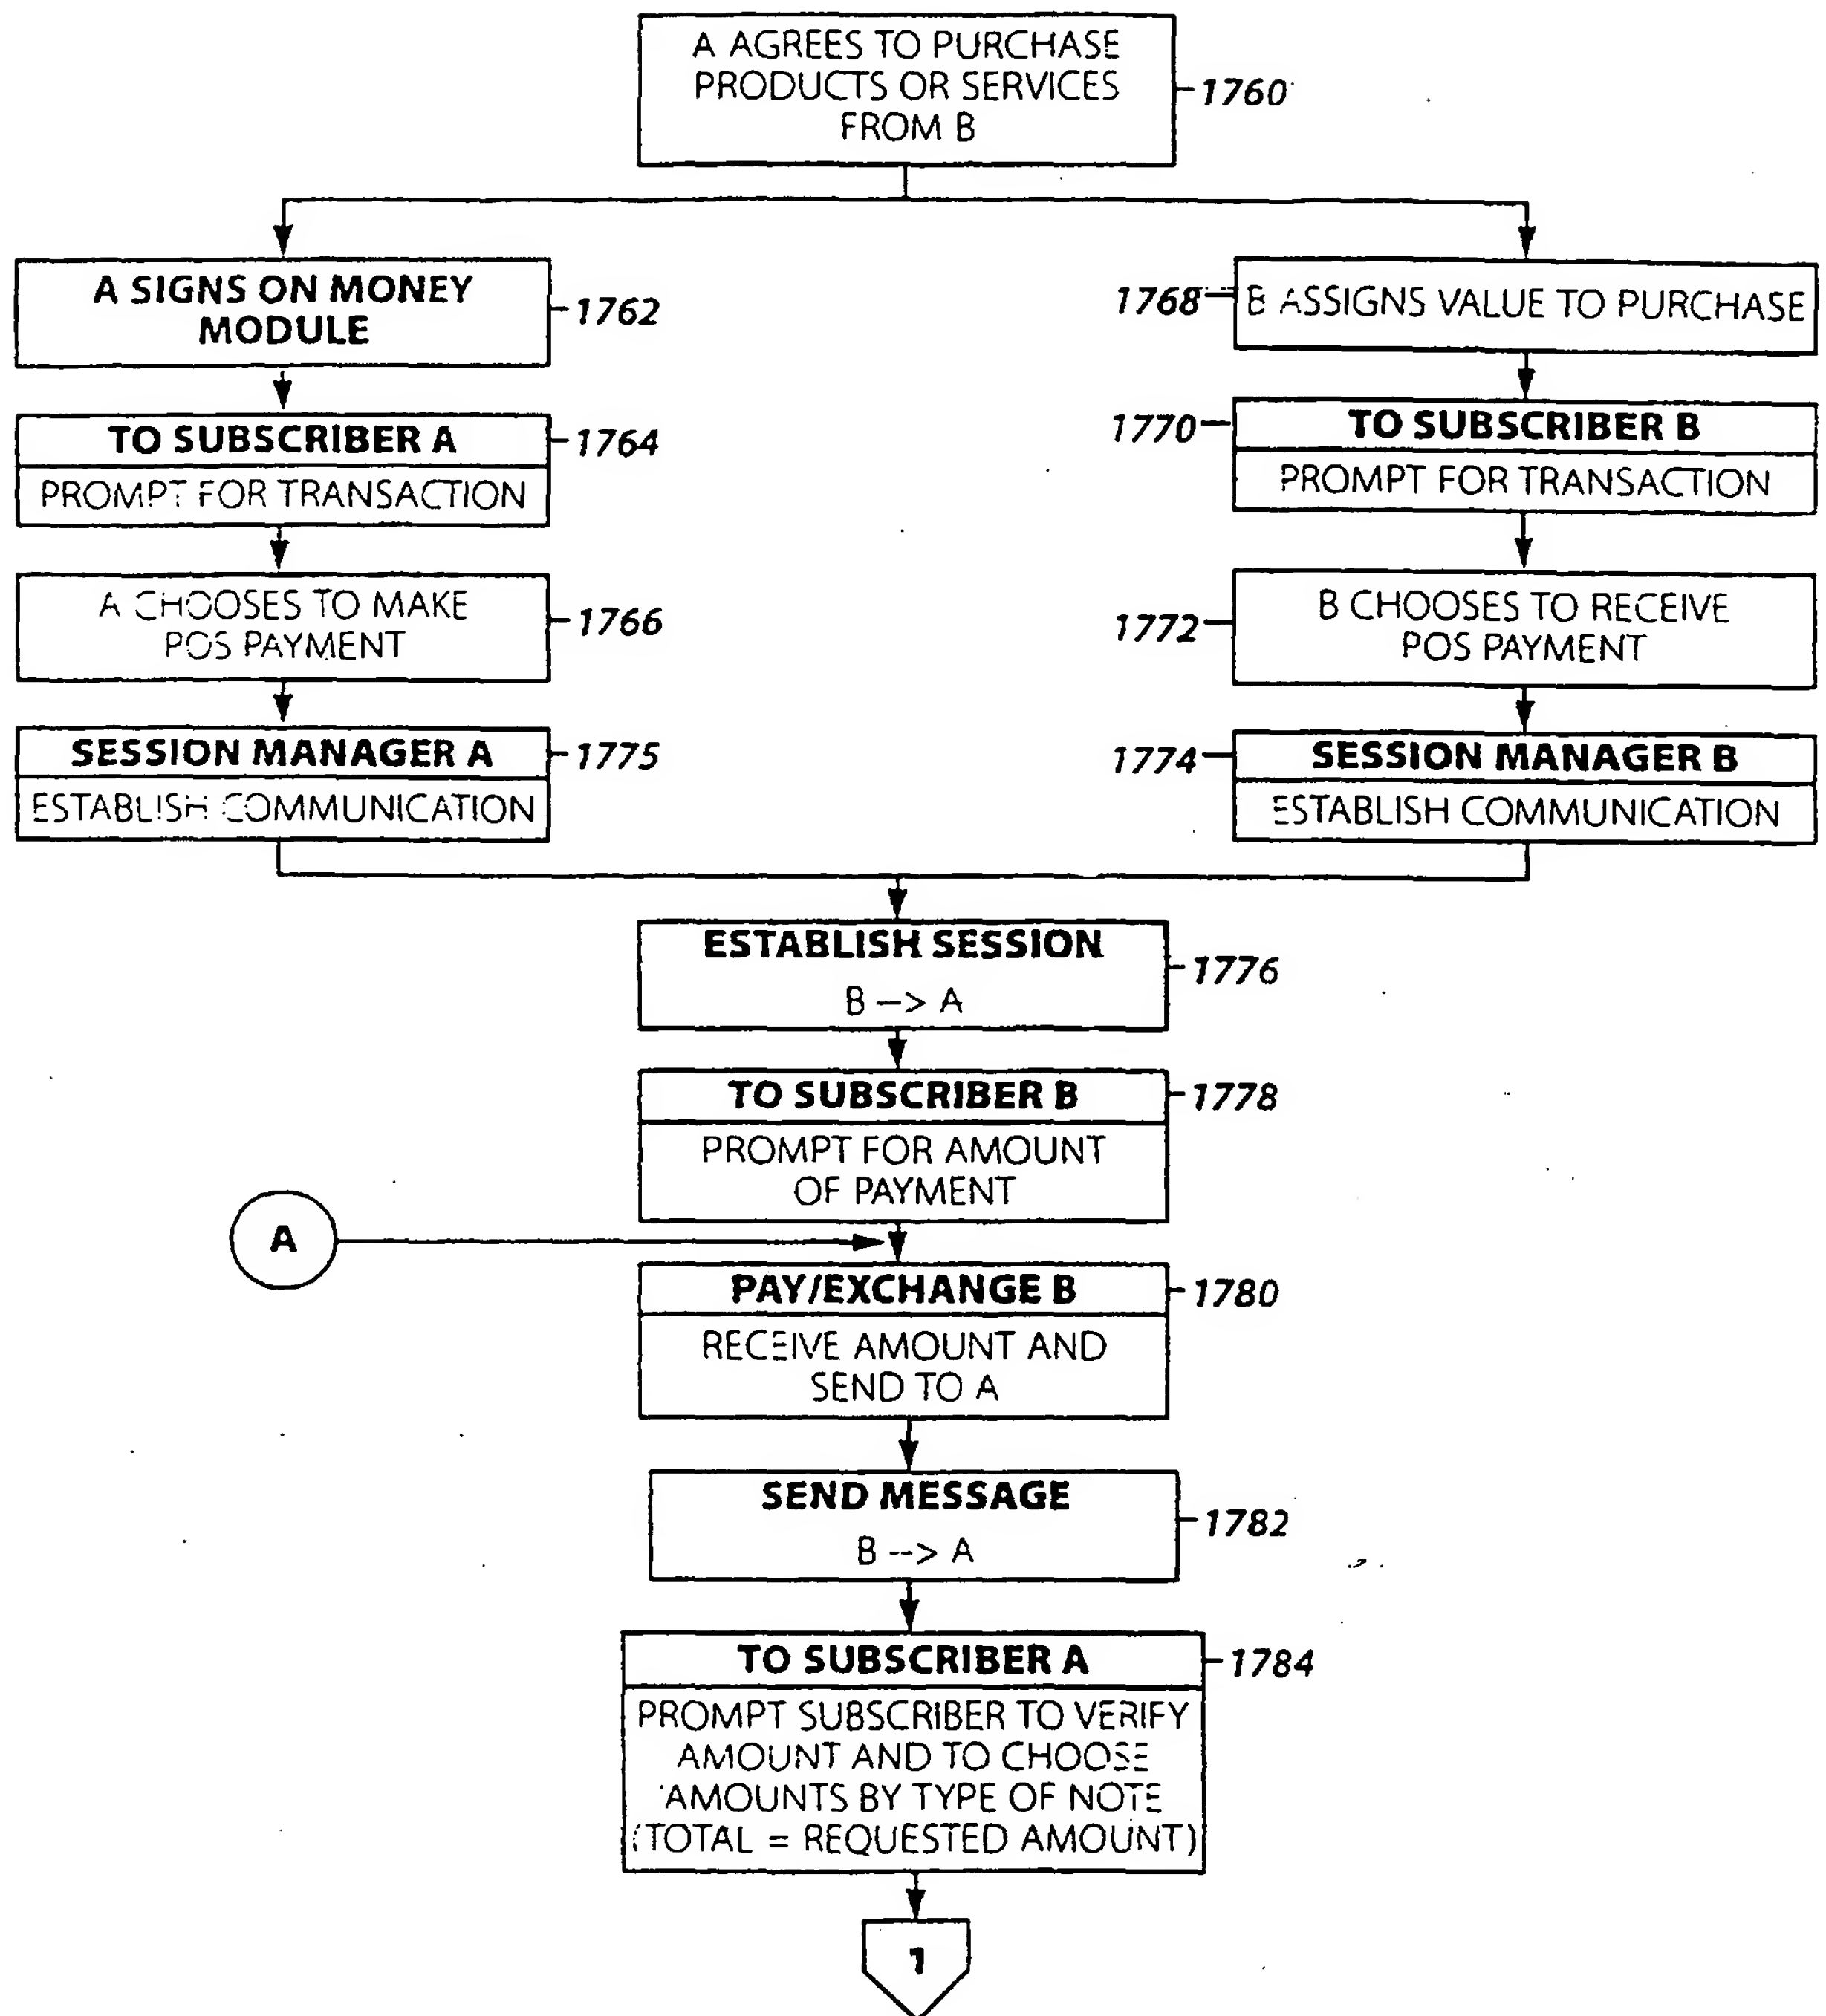 A AGREES TO PURCHASE
PRODUCTS OR SERVICES
FROM B
1760
A SIGNS ON MONEY
MODULE
1762
TO SUBSCRIBER A
1764
PROMPT FOR TRANSACTION
A CHOOSES TO MAKE
POS PAYMENT
1766
SESSION MANAGER A
1775
ESTABLISH COMMUNICATION
1768
B ASSIGNS VALUE TO PURCHASE
1770
TO SUBSCRIBER B
PROMPT FOR TRANSACTION
1772
B CHOOSES TO RECEIVE
POS PAYMENT
1774
SESSION MANAGER B
ESTABLISH COMMUNICATION
ESTABLISH SESSION
B --> A
1776
TO SUBSCRIBER B
1778
PROMPT FOR AMOUNT
OF PAYMENT
A
PAY/EXCHANGE B
1780
RECEIVE AMOUNT AND
SEND TO A
SEND MESSAGE
B --> A
1782
TO SUBSCRIBER A
1784
PROMPT SUBSCRIBER TO VERIFY
AMOUNT AND TO CHOOSE
AMOUNTS BY TYPE OF NOTE
(TOTAL = REQUESTED AMOUNT)
1